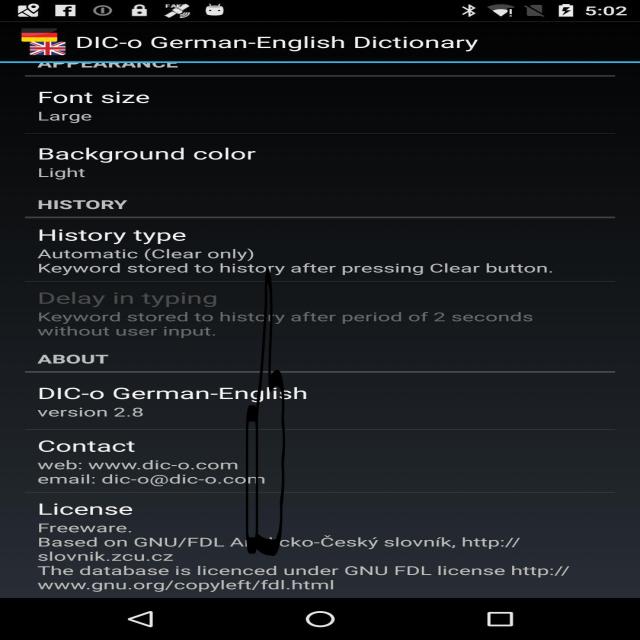 5:02
DIC-o German-English Dictionary
APPEARANCE
Font size
Large
Background color
Light
HISTORY
History type
Automatic (Clear only)
Keyword stored to history after pressing Clear button.
Delay in typing
Keyword stored to history after period of 2 seconds
without user input.
ABOUT
DIC-o German-English
version 2.8
Contact
web: www.dic-o.com
email: dic-o@dic-o.com
License
Freeware.
Based on GNU/FDL cko-Český slovník, http://
slovnik.zcu.cz
The database is licenced under GNU FDL license http://
www.gnu.org/copyleft/fdl.html